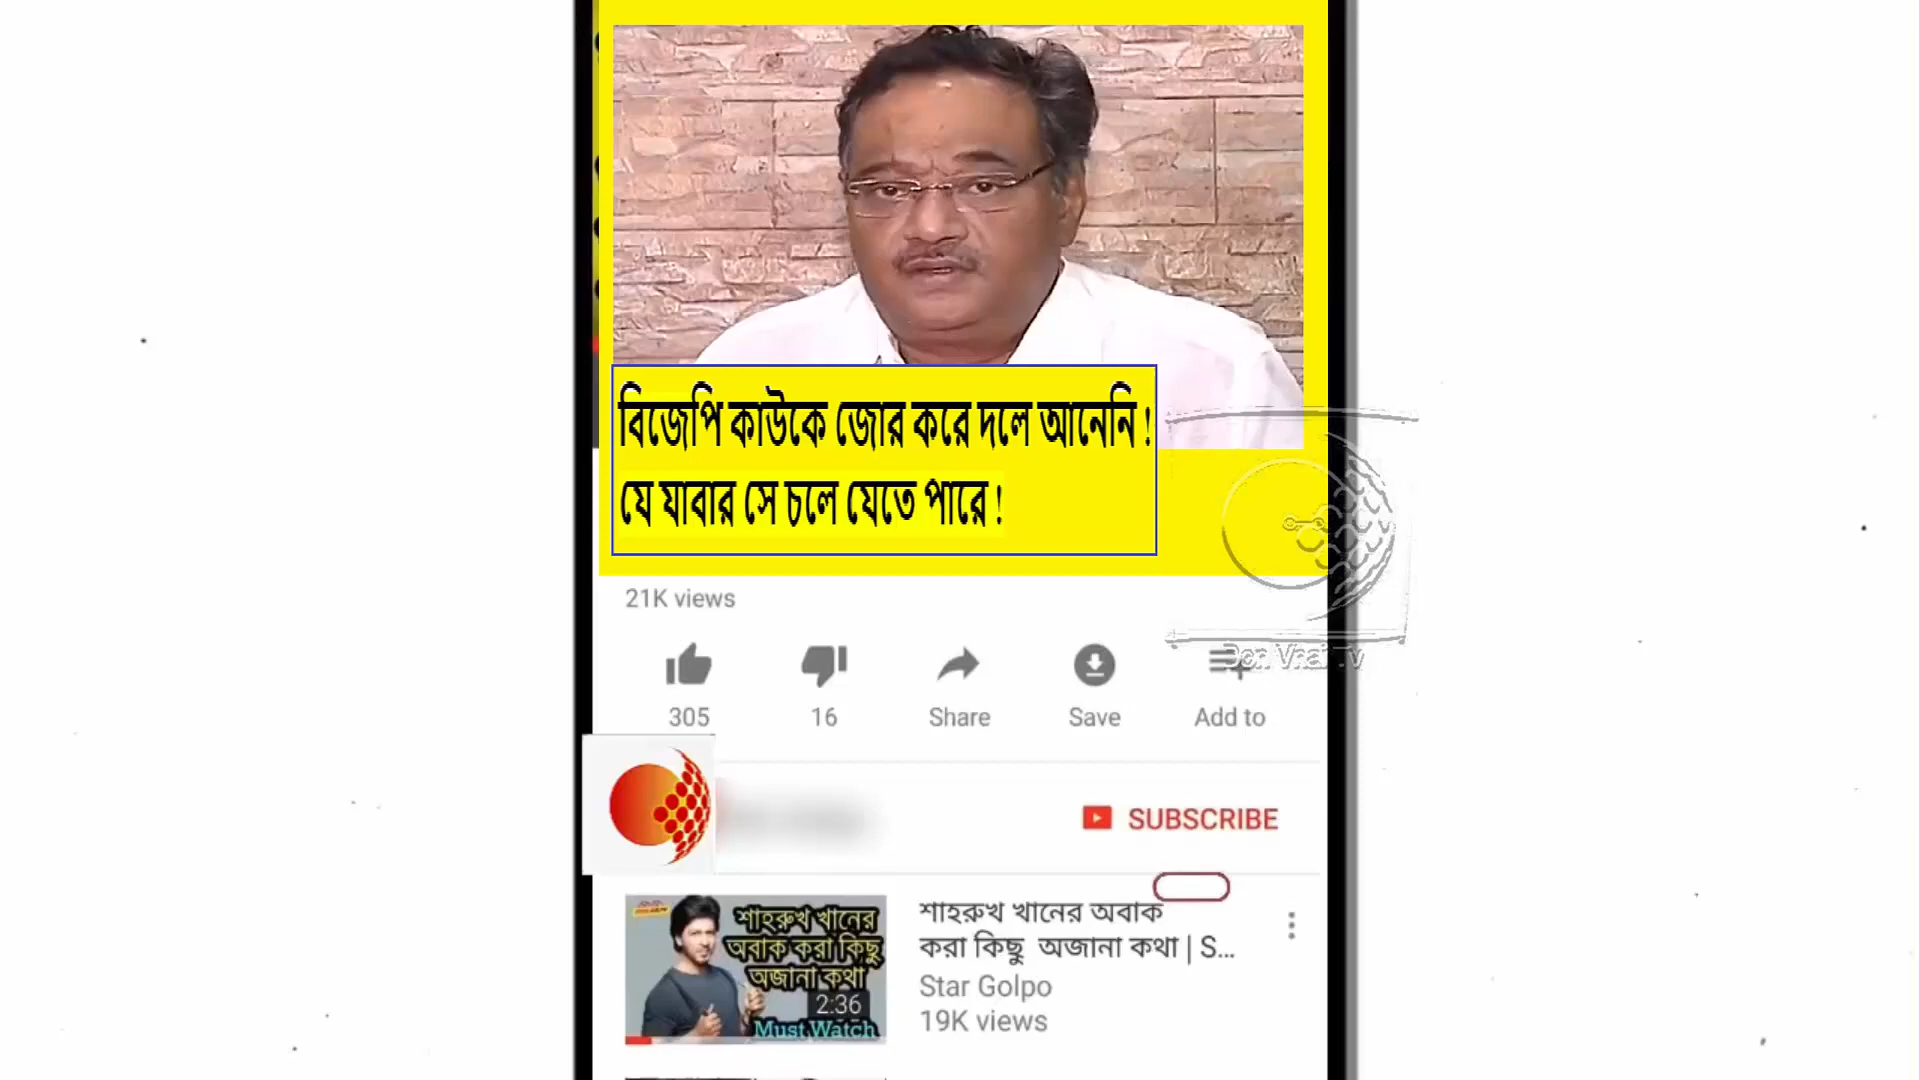 বিজেপি কাউকে জোর করে দলে আনেনি !
যে যাবার সে চলে যেতে পারে !
21K views
305
16
Share
Save
Add to
SUBSCRIBE
শাহরুখ খানের
অবাক করা কিছু
অজানা কথা
2:36
Must Watch
শাহরুখ খানের অবাক
করা কিছু অজানা কথা | S...
Star Golpo
19K views